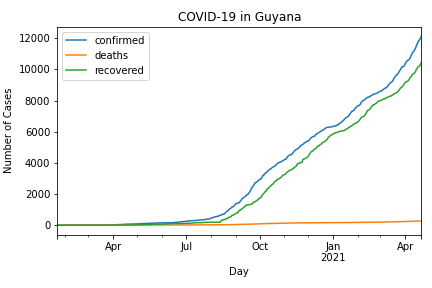 COVID-19 in Guyana
confirmed
deaths
recovered
Number of Cases
12000
10000
8000
6000
4000
2000
0
Apr
Jul
Oct
Jan
2021
Apr
Day